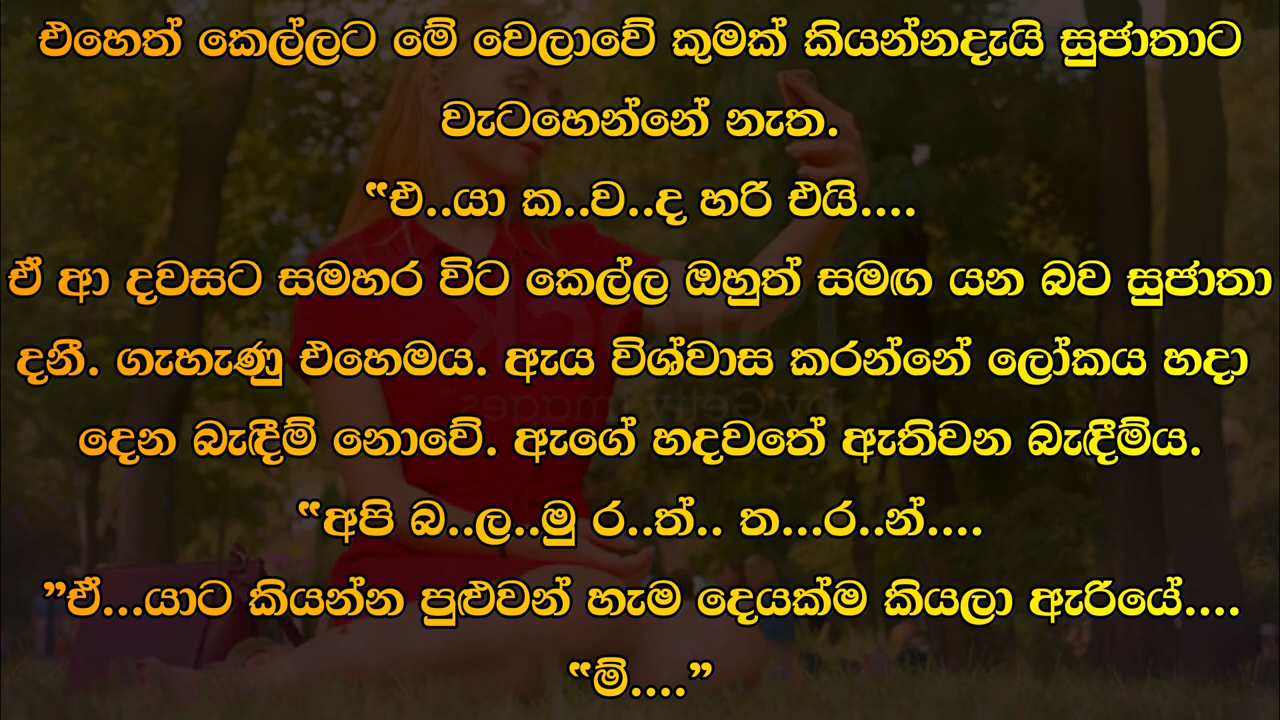 එහෙත් කෙල්ලට මේ වෙලාවේ කුමක් කියන්නදැයි සුජාතාට
වැටහෙන්නේ නැත.
“එ..යා ක..ව..ද හරි එයි....
ඒ ආ දවසට සමහර විට කෙල්ල ඔහුත් සමඟ යන බව සුජාතා
දනී. ගැහැණු එහෙමය. ඇය විශ්වාස කරන්නේ ලෝකය හදා
දෙන බැඳීම් නොවේ. ඇගේ හදවතේ ඇතිවන බැඳීම්ය.
“අපි බ..ල..මු ර..ත්.. ත...ර..න්....
”ඒ...යාට කියන්න පුළුවන් හැම දෙයක්ම කියලා ඇරියේ....
“ම්....”